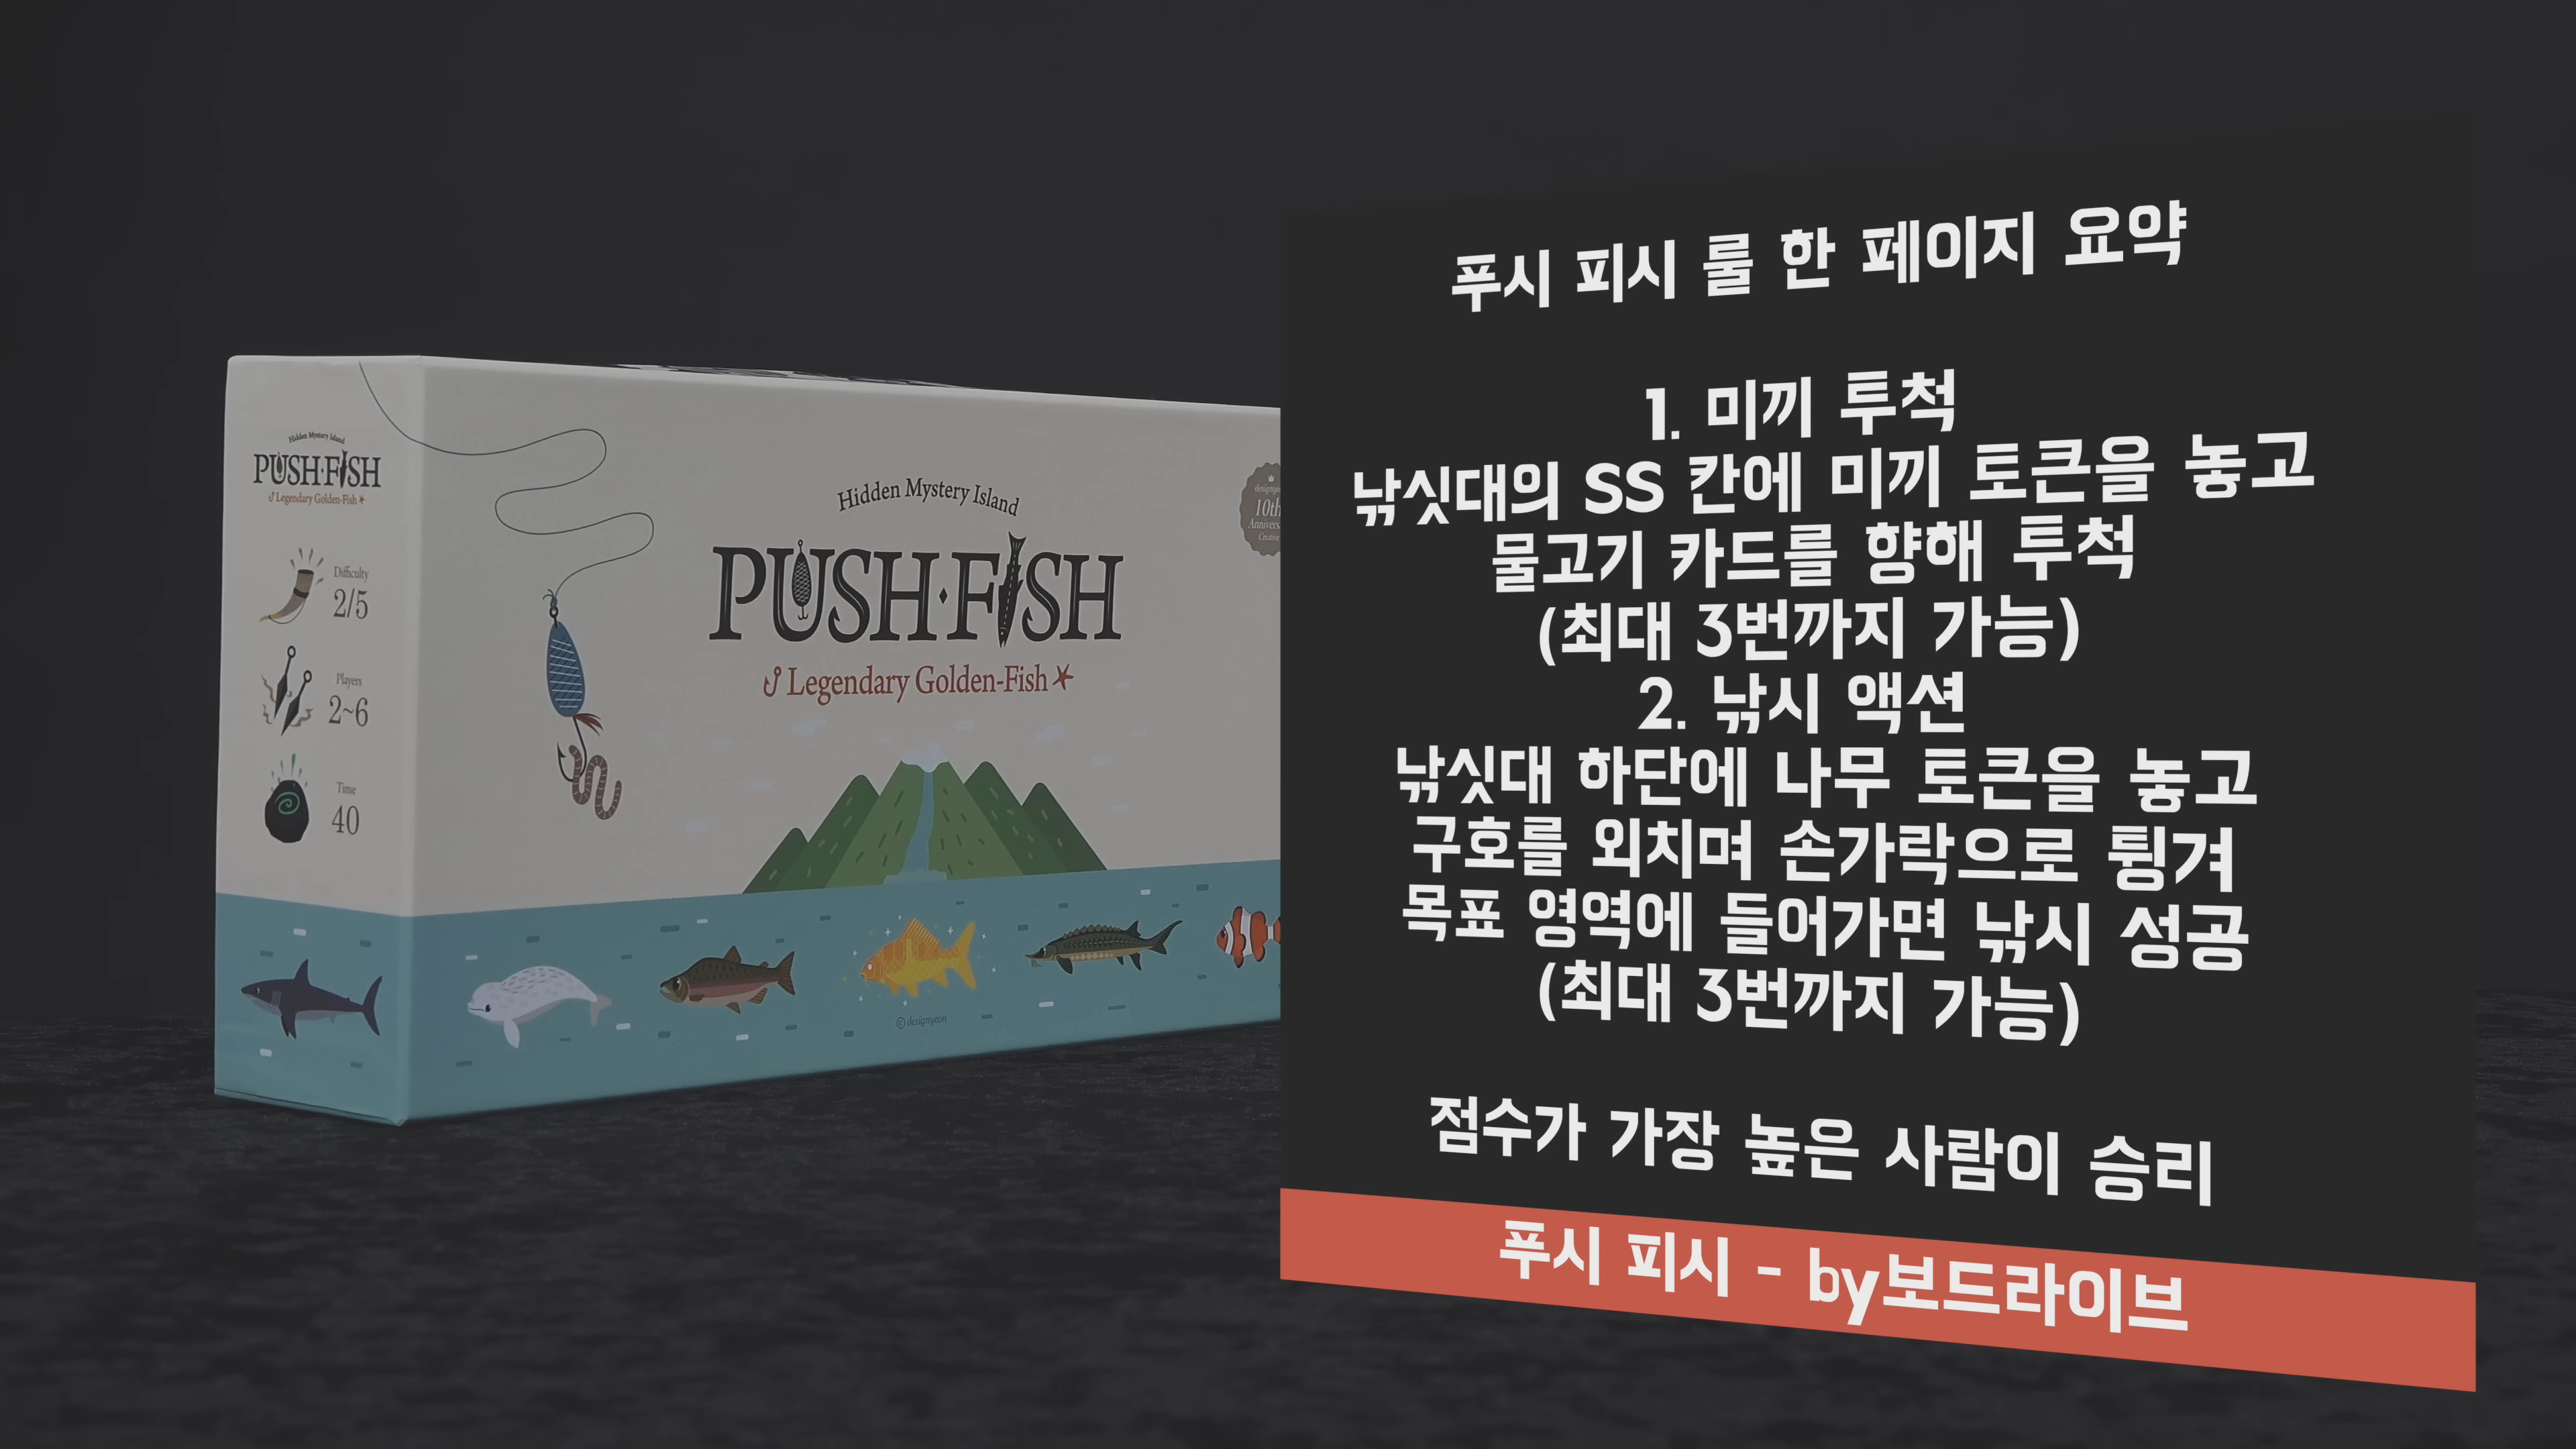 Hidden Mystery Island
PUSH·FISH
Legendary Golden-Fish
Difficulty
2/5
Players
2~6
Time
40
Hidden Mystery Island
PUSH·FISH
Legendary Golden-Fish
10th
©designyeon
푸시 피시 룰 한 페이지 요약
1. 미끼 투척
낚싯대의 SS 칸에 미끼 토큰을 놓고
물고기 카드를 향해 투척
(최대 3번까지 가능)
2. 낚시 액션
낚싯대 하단에 나무 토큰을 놓고
구호를 외치며 손가락으로 튕겨
목표 영역에 들어가면 낚시 성공
(최대 3번까지 가능)
점수가 가장 높은 사람이 승리
푸시 피시 - by보드라이브